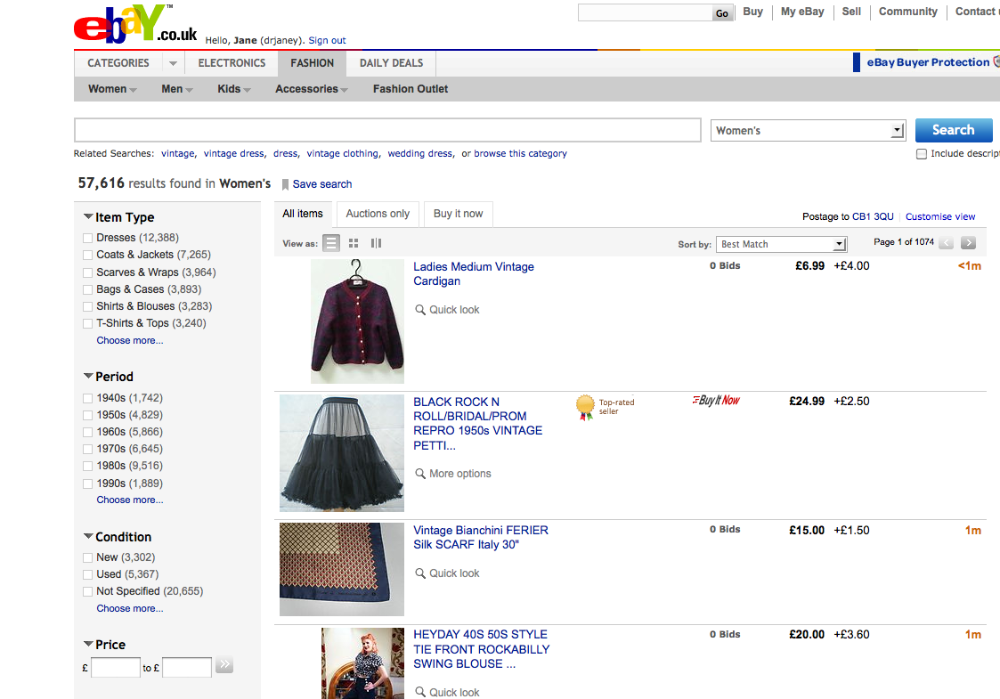 ebaY™.co.uk
Hello, Jane (drjaney). Sign out
Go
Buy My eBay Sell Community Contact
CATEGORIES ELECTRONICS FASHION DAILY DEALS
eBay Buyer Protection
Women Men Kids Accessories Fashion Outlet
Women's
Search
Related Searches: vintage, vintage dress, dress, vintage clothing, wedding dress, or browse this category
Include descript
57,616 results found in Women's Save search
Item Type
Dresses (12,388)
Coats & Jackets (7,265)
Scarves & Wraps (3,964)
Bags & Cases (3,893)
Shirts & Blouses (3,283)
T-Shirts & Tops (3,240)
Choose more...
Period
1940s (1,742)
1950s (4,829)
1960s (5,866)
1970s (6,645)
1980s (9,516)
1990s (1,889)
Choose more...
Condition
New (3,302)
Used (5,367)
Not Specified (20,655)
Choose more...
Price
£ to £
All items Auctions only Buy it now
Postage to CB1 3QU Customise view
View as:
Sort by: Best Match
Page 1 of 1074
Ladies Medium Vintage
Cardigan
Quick look
0 Bids £6.99 +£4.00 <1m
BLACK ROCK N
ROLL/BRIDAL/PROM
REPRO 1950s VINTAGE
PETTI...
More options
Top-rated
seller
Buy It Now £24.99 +£2.50
Vintage Bianchini FERIER
Silk SCARF Italy 30"
Quick look
0 Bids £15.00 +£1.50 1m
HEYDAY 40S 50S STYLE
TIE FRONT ROCKABILLY
SWING BLOUSE ...
Quick look
0 Bids £20.00 +£3.60 1m